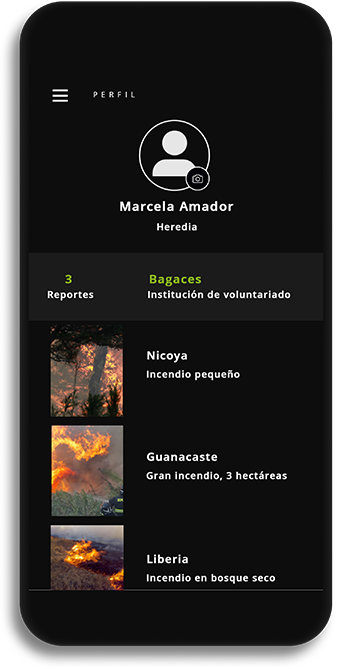 PERFIL
Marcela Amador
Heredia
3
Reportes
Bagaces
Institución de voluntariado
Nicoya
Incendio pequeño
Guanacaste
Gran incendio, 3 hectáreas
Liberia
Incendio en bosque seco